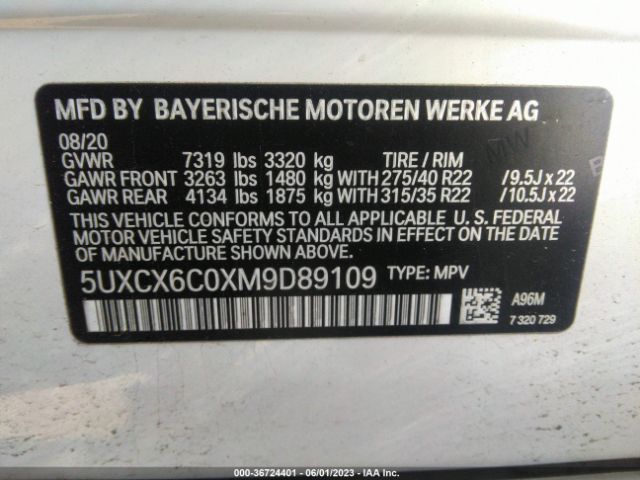 MFD BY BAYERISCHE MOTOREN WERKE AG
08/20
GVWR 7319 lbs 3320 kg TIRE / RIM
GAWR FRONT 3263 lbs 1480 kg WITH 275/40 R22 /9.5J x 22
GAWR REAR 4134 lbs 1875 kg WITH 315/35 R22 /10.5J x 22
THIS VEHICLE CONFORMS TO ALL APPLICABLE U. S. FEDERAL
MOTOR VEHICLE SAFETY STANDARDS IN EFFECT
ON THE DATE OF MANUFACTURE SHOWN ABOVE.
5UXCX6C0XM9D89109 TYPE: MPV
A96M
7 320 729
000-36724401 - 06/01/2023 - IAA Inc.